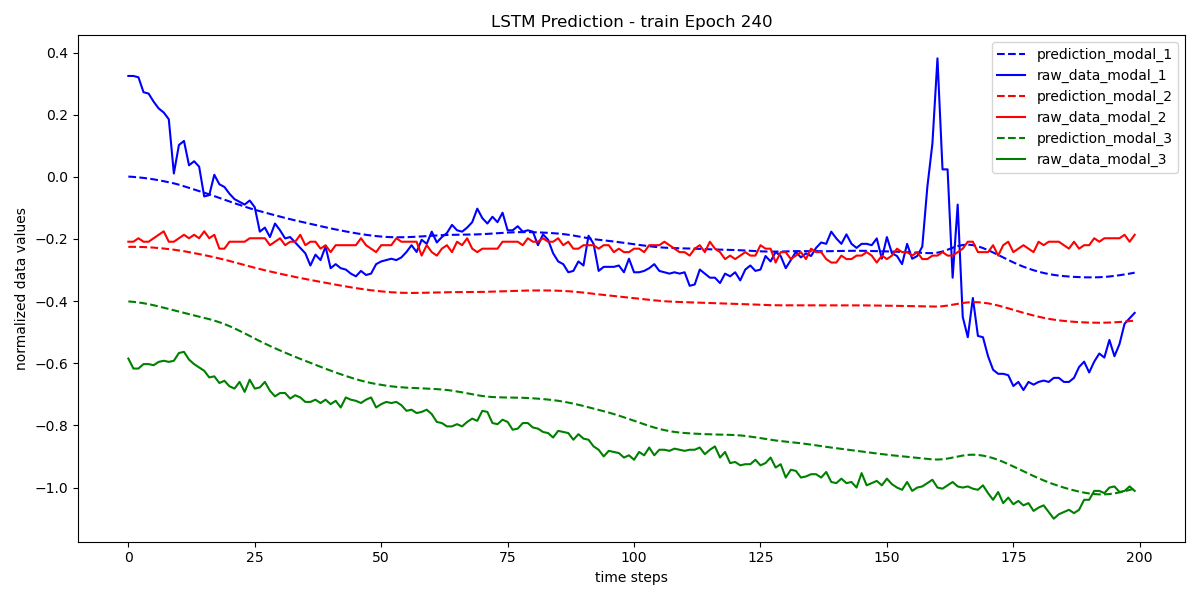 LSTM Prediction - train Epoch 240
normalized data values
0.4
0.2
0.0
−0.2
−0.4
−0.6
−0.8
−1.0
prediction_modal_1
raw_data_modal_1
prediction_modal_2
raw_data_modal_2
prediction_modal_3
raw_data_modal_3
0 25 50 75 100 125 150 175 200
time steps